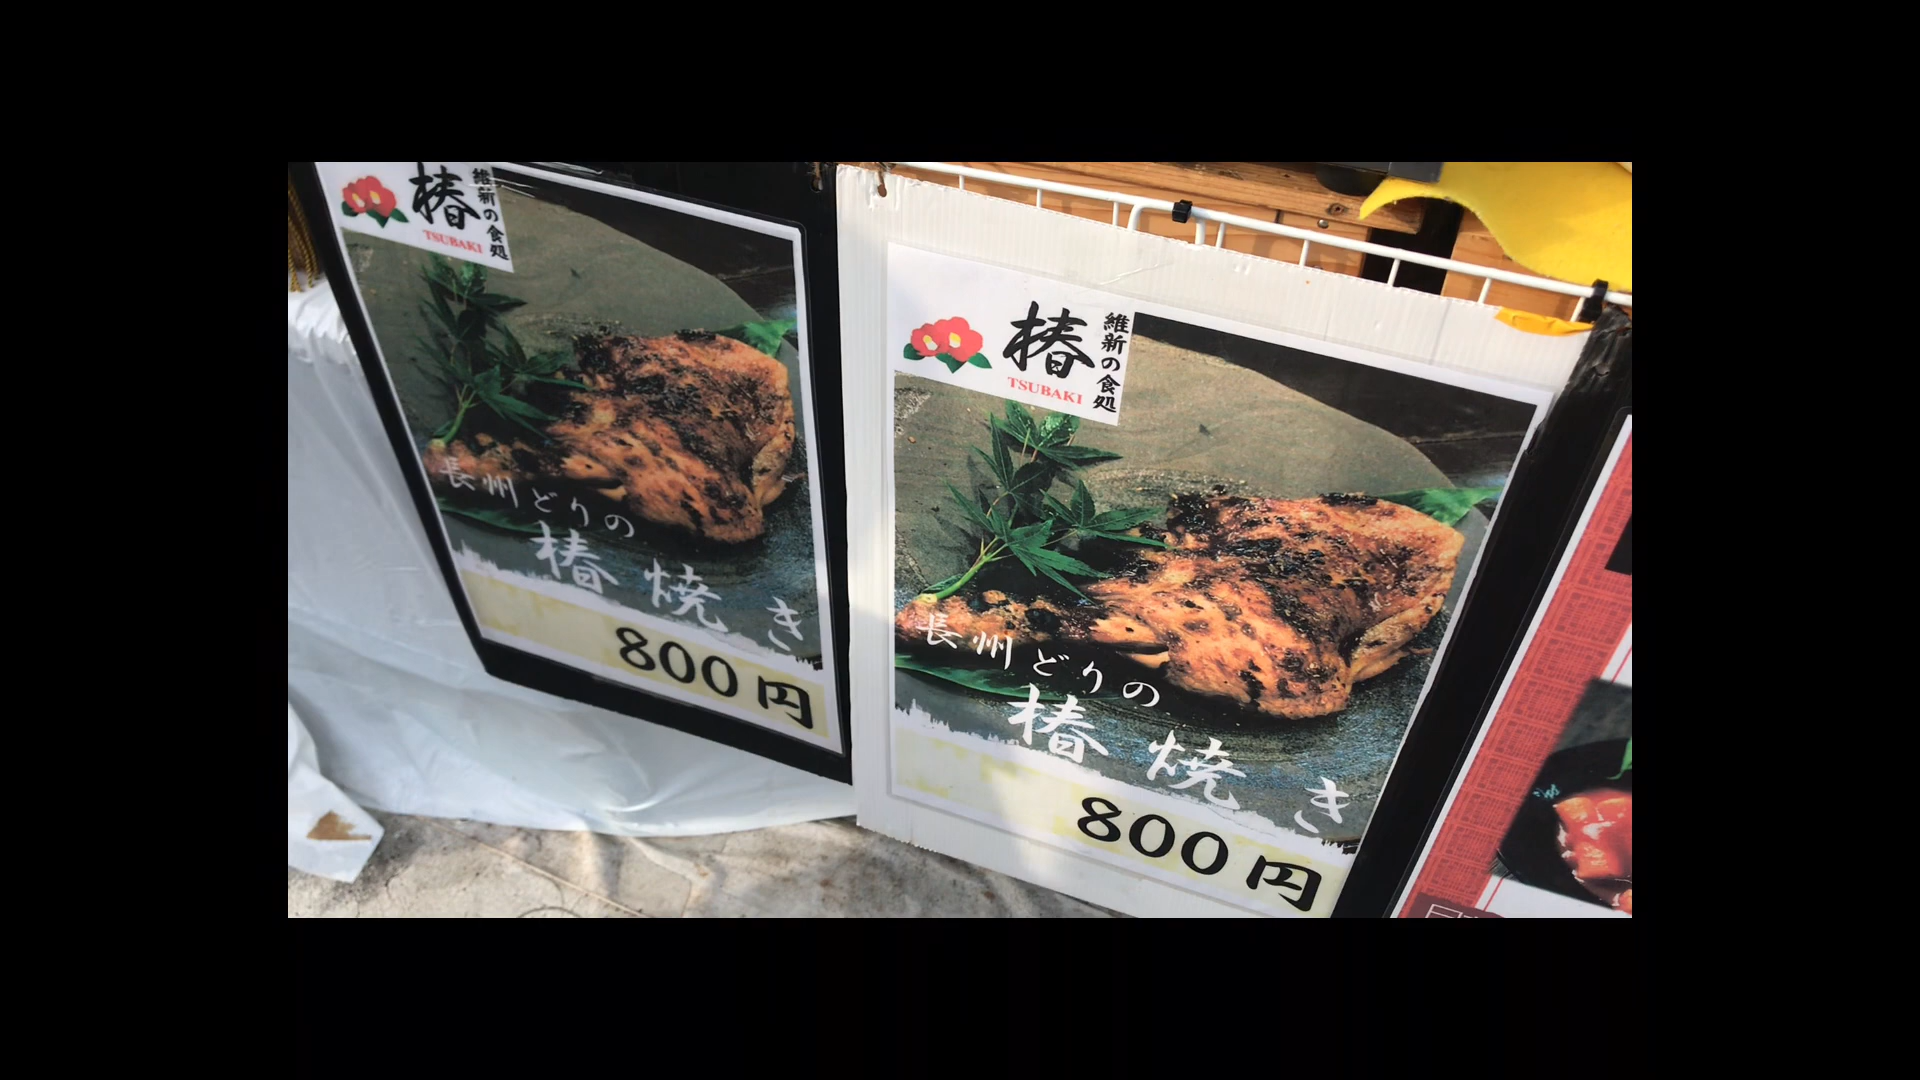 椿
TSUBAKI
維新の食処
長州どりの
椿焼き
800円
椿
TSUBAKI
維新の食処
長州どりの
椿焼き
800円